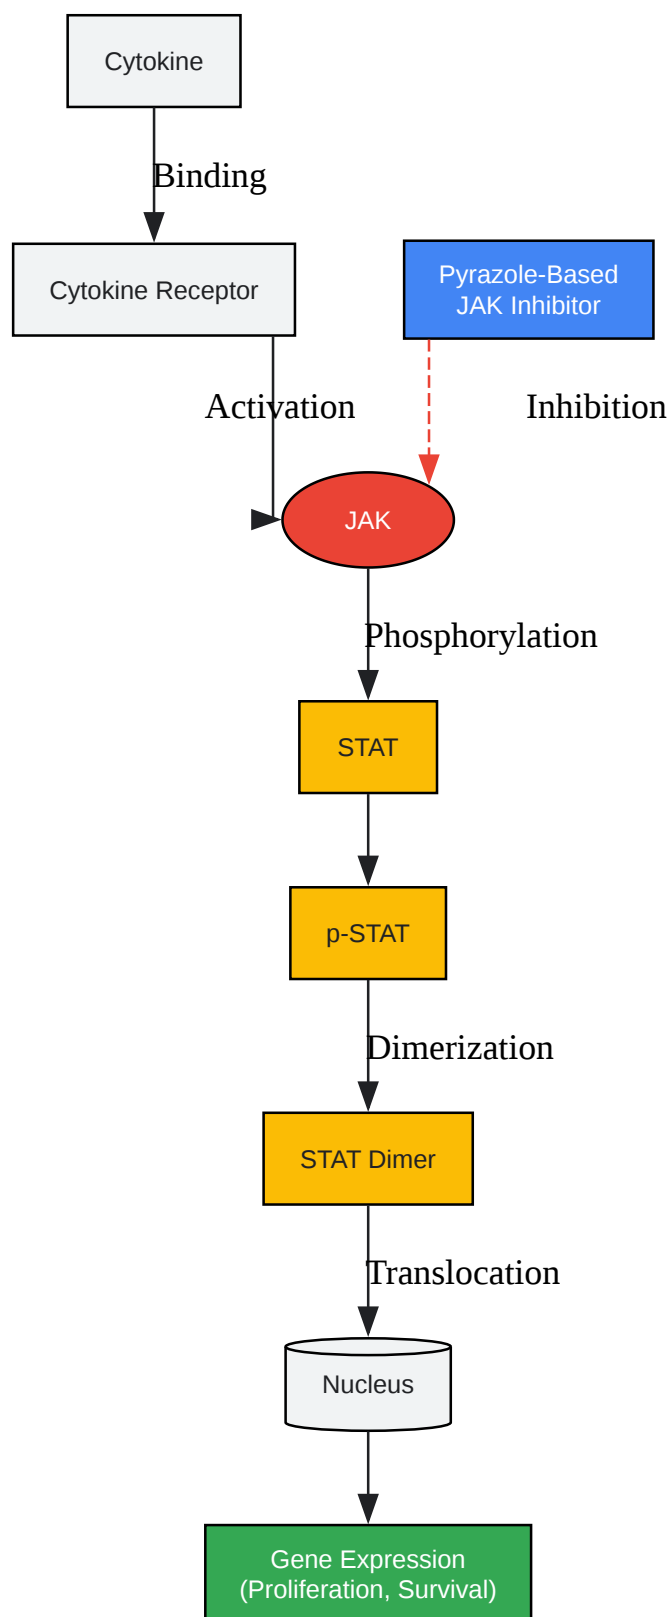 Cytokine
Binding
Cytokine Receptor
Pyrazole-Based
JAK Inhibitor
Activation
Inhibition
JAK
Phosphorylation
STAT
p-STAT
Dimerization
STAT Dimer
Translocation
Nucleus
Gene Expression
(Proliferation, Survival)